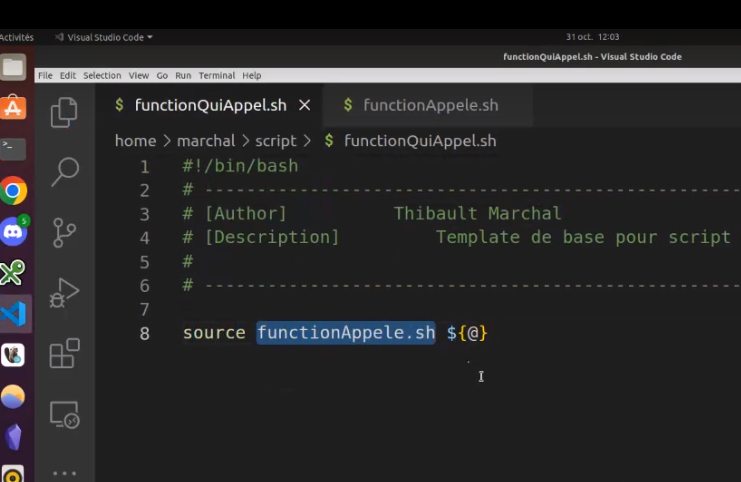 Activités Visual Studio Code 31 oct. 12:03
functionQuiAppel.sh - Visual Studio Code
File Edit Selection View Go Run Terminal Help
$ functionQuiAppel.sh $ functionAppele.sh
home > marchal > script > $ functionQuiAppel.sh
1 #!/bin/bash
2 # ---------------------------------------------------
3 # [Author] Thibault Marchal
4 # [Description] Template de base pour script
5 #
6 # ---------------------------------------------------
7
8 source functionAppele.sh ${@}
5